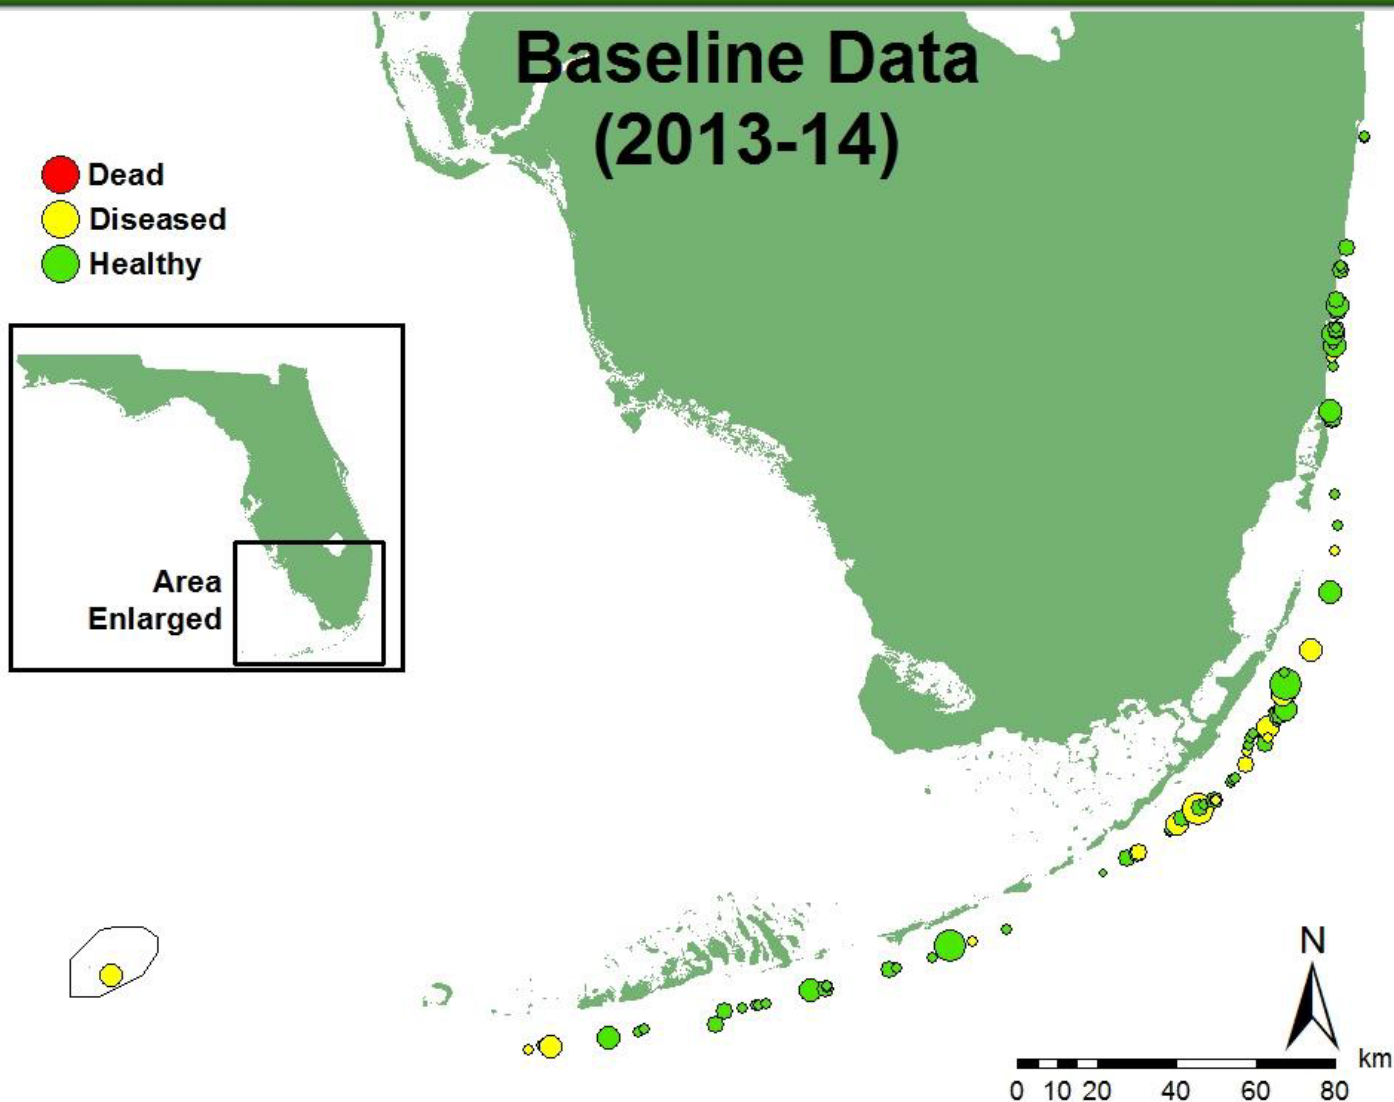 Baseline Data
(2013-14)
Dead
Diseased
Healthy
Area
Enlarged
N
km
0 10 20 40 60 80